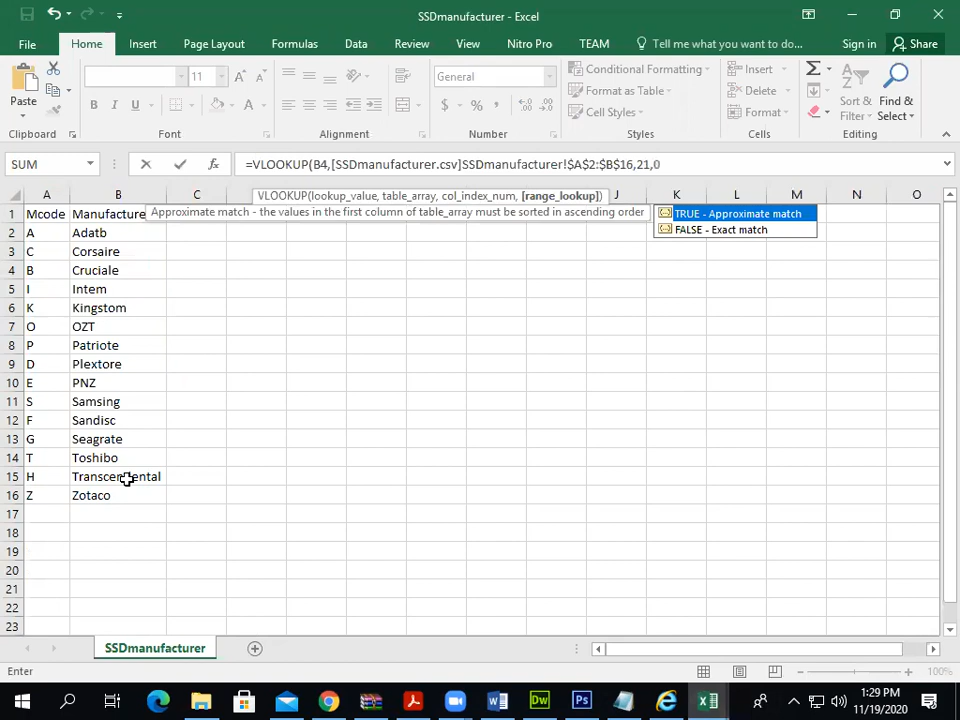 SSDmanufacturer - Excel
File Home Insert Page Layout Formulas Data Review View Nitro Pro TEAM Tell me what you want to do... Sign in Share
Paste
11
General
$ % ,
Conditional Formatting
Format as Table
Cell Styles
Insert
Delete
Format
Sort & Filter
Find & Select
Clipboard Font Alignment Number Styles Cells Editing
SUM =VLOOKUP(B4,[SSDmanufacturer.csv]SSDmanufacturer!$A$2:$B$16,21,0
VLOOKUP(lookup_value, table_array, col_index_num, [range_lookup])
A B C J K L M N O
Approximate match - the values in the first column of table_array must be sorted in ascending order
TRUE - Approximate match
FALSE - Exact match
1 Mcode Manufacture
2 A Adatb
3 C Corsaire
4 B Cruciale
5 I Intem
6 K Kingstom
7 O OZT
8 P Patriote
9 D Plextore
10 E PNZ
11 S Samsing
12 F Sandisc
13 G Seagrate
14 T Toshibo
15 H Transcendental
16 Z Zotaco
17
18
19
20
21
22
23
SSDmanufacturer
Enter 100%
1:29 PM
11/19/2020